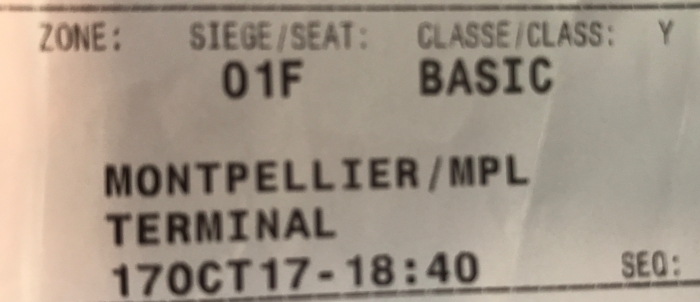 ZONE: SIEGE/SEAT: CLASSE/CLASS: Y
01F BASIC
MONTPELLIER/MPL
TERMINAL
17OCT17-18:40 SEQ: